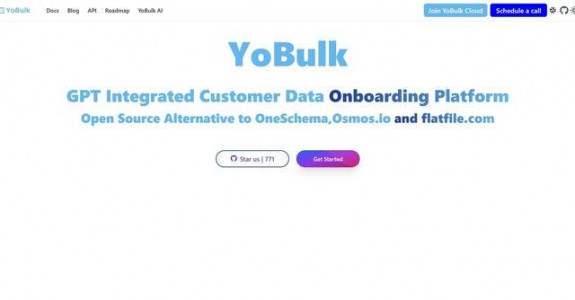 YoBulk Docs Blog API Roadmap YoBulk AI Join YoBulk Cloud Schedule a call
YoBulk
GPT Integrated Customer Data Onboarding Platform
Open Source Alternative to OneSchema,Osmos.io and flatfile.com
Star us | 771 Get Started